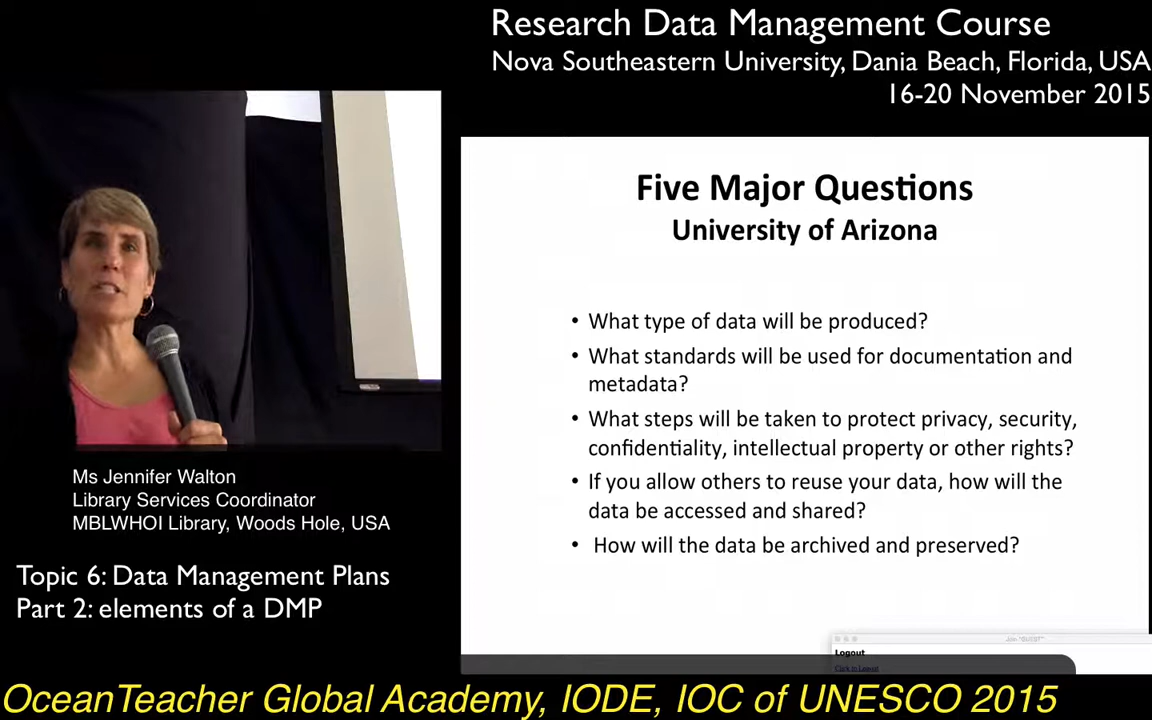 Research Data Management Course
Nova Southeastern University, Dania Beach, Florida, USA
16-20 November 2015
Five Major Questions
University of Arizona
• What type of data will be produced?
• What standards will be used for documentation and
metadata?
• What steps will be taken to protect privacy, security,
confidentiality, intellectual property or other rights?
• If you allow others to reuse your data, how will the
data be accessed and shared?
• How will the data be archived and preserved?
Ms Jennifer Walton
Library Services Coordinator
MBLWHOI Library, Woods Hole, USA
Topic 6: Data Management Plans
Part 2: elements of a DMP
Join "GUEST"
Logout
Click to Logout
OceanTeacher Global Academy, IODE, IOC of UNESCO 2015